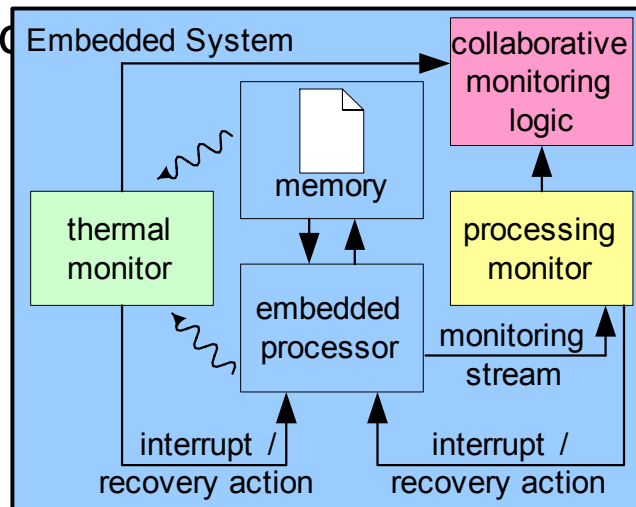 Embedded System
collaborative
monitoring
logic
memory
thermal
monitor
processing
monitor
embedded
processor
monitoring
stream
interrupt /
recovery action
interrupt /
recovery action